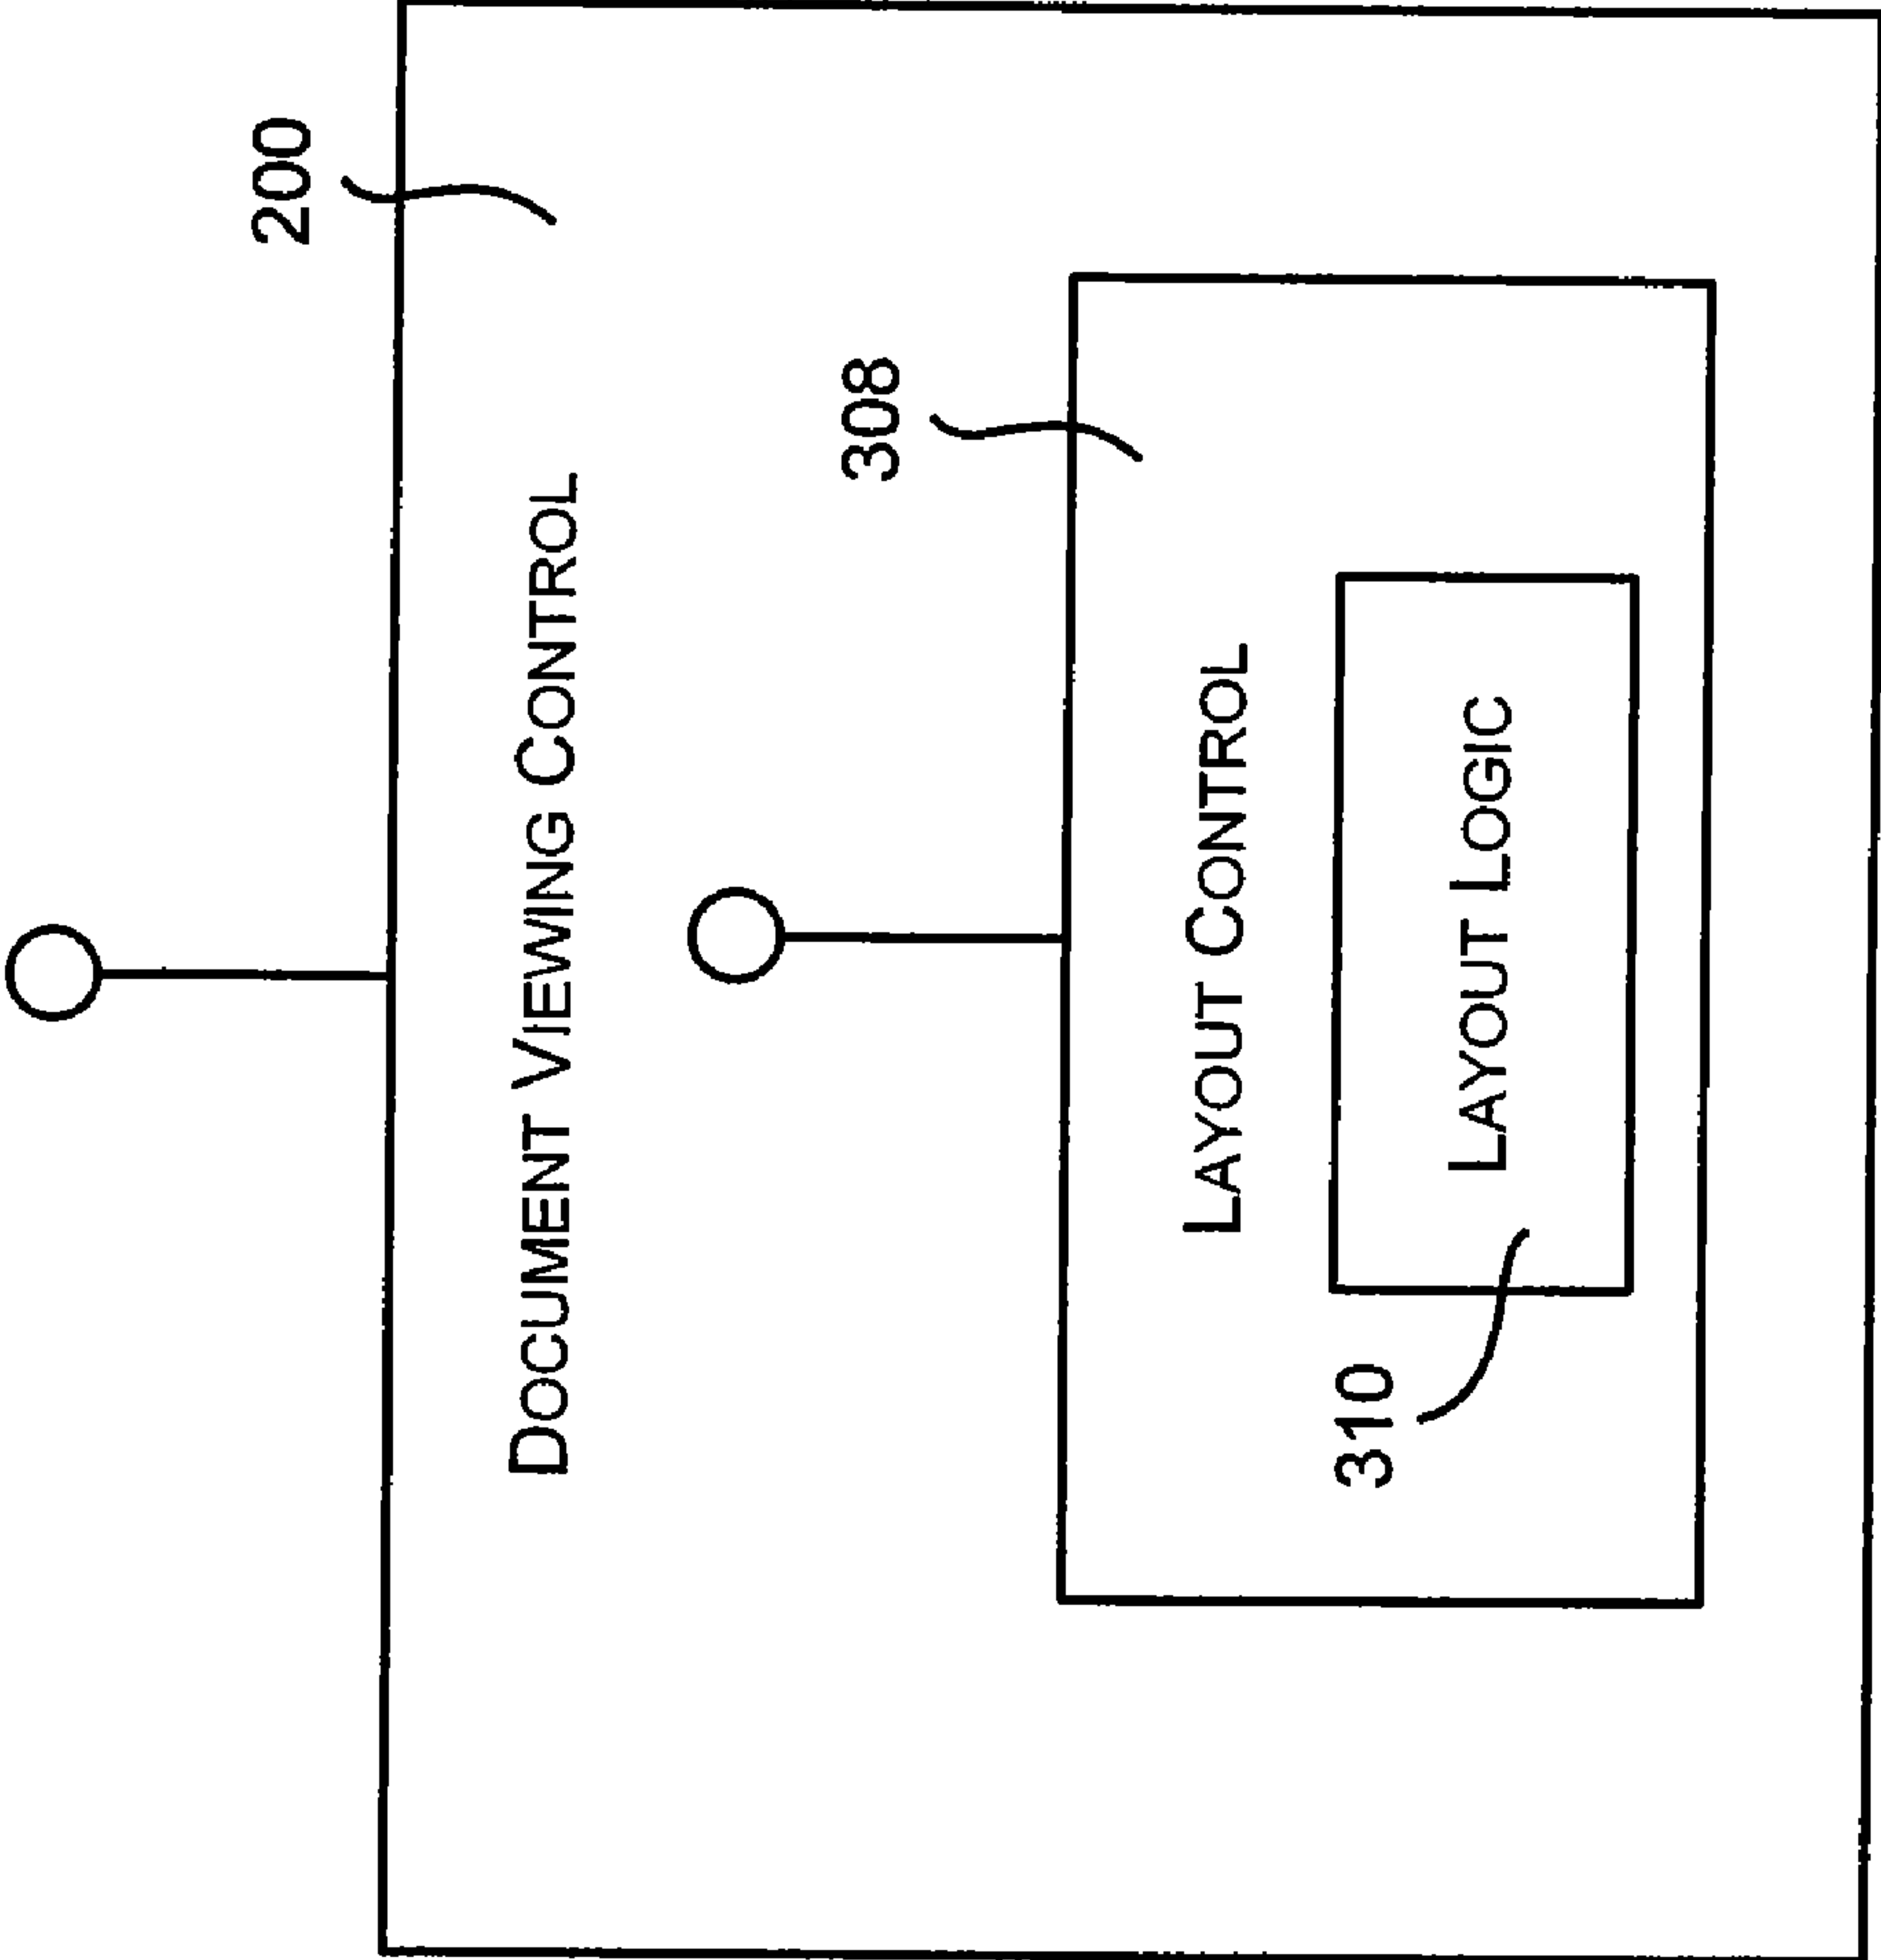 200
DOCUMENT VIEWING CONTROL
308
LAYOUT CONTROL
310
LAYOUT LOGIC